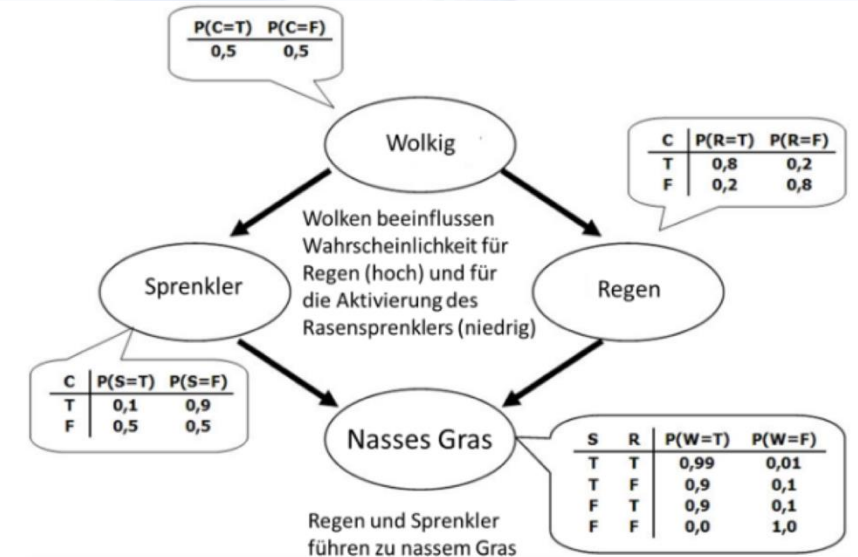 P(C=T) P(C=F)
0,5 0,5
Wolkig
C P(R=T) P(R=F)
T 0,8 0,2
F 0,2 0,8
Wolken beeinflussen
Wahrscheinlichkeit für
Regen (hoch) und für
die Aktivierung des
Rasensprenklers (niedrig)
Sprenkler
Regen
C P(S=T) P(S=F)
T 0,1 0,9
F 0,5 0,5
Nasses Gras
S R P(W=T) P(W=F)
T T 0,99 0,01
T F 0,9 0,1
F T 0,9 0,1
F F 0,0 1,0
Regen und Sprenkler
führen zu nassem Gras